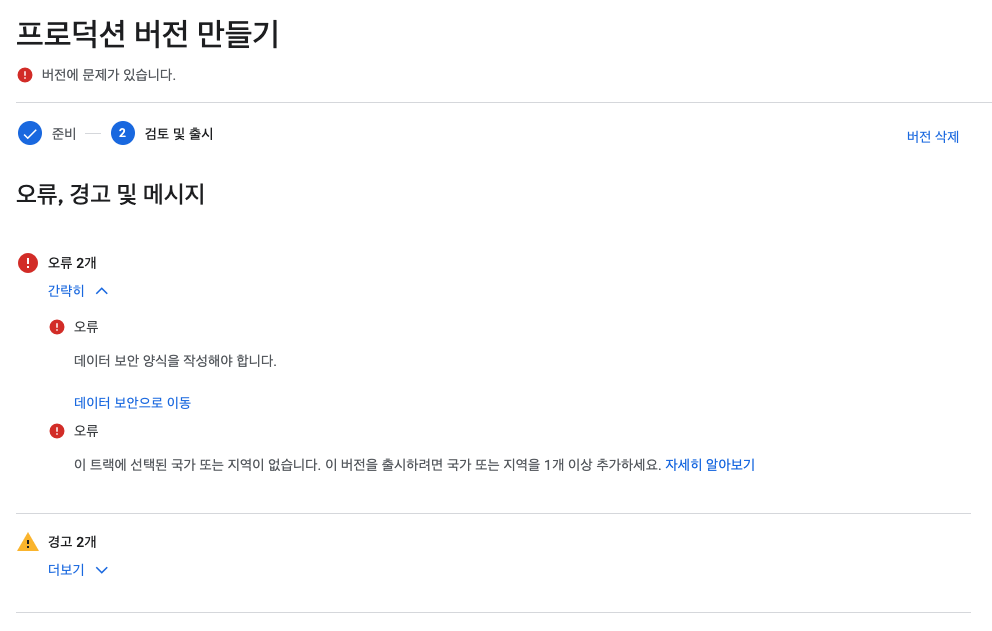 프로덕션 버전 만들기
버전에 문제가 있습니다.
준비
2 검토 및 출시
버전 삭제
오류, 경고 및 메시지
오류 2개
간략히
오류
데이터 보안 양식을 작성해야 합니다.
데이터 보안으로 이동
오류
이 트랙에 선택된 국가 또는 지역이 없습니다. 이 버전을 출시하려면 국가 또는 지역을 1개 이상 추가하세요. 자세히 알아보기
경고 2개
더보기